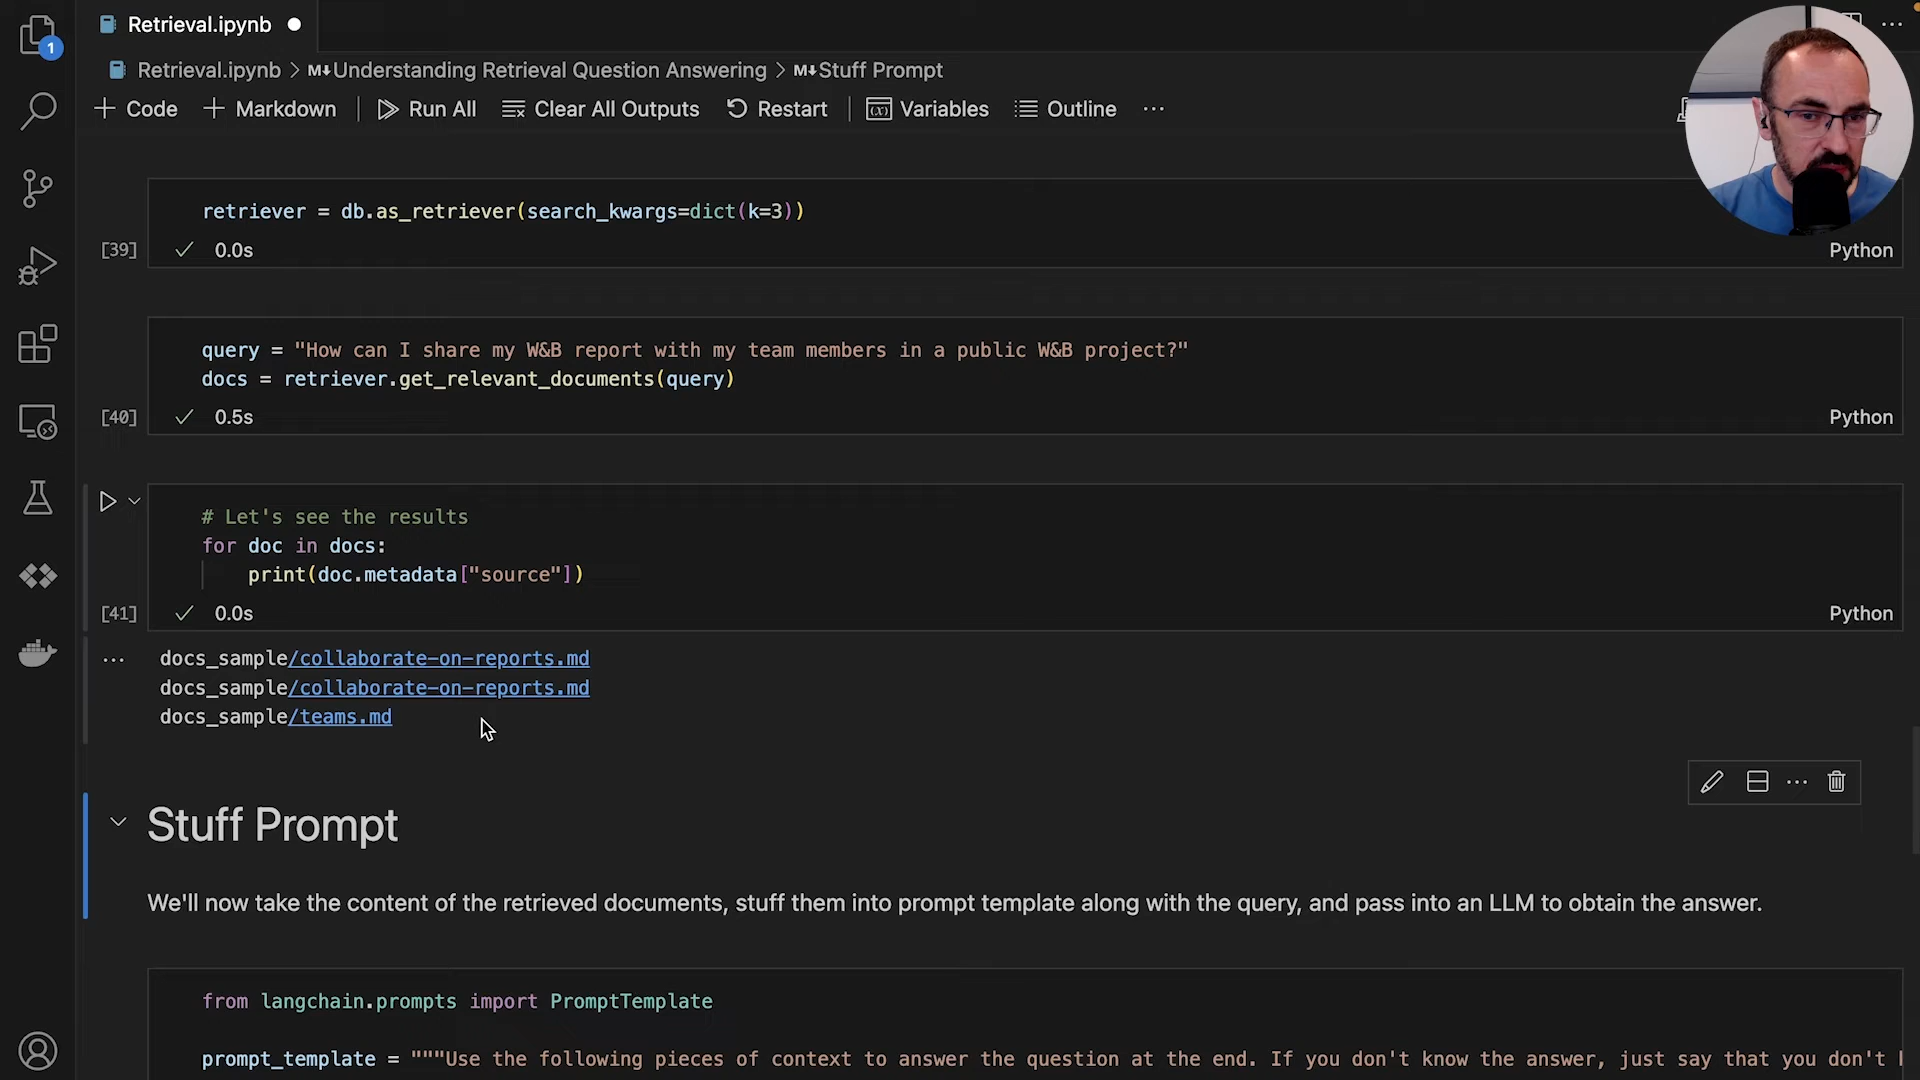 Retrieval.ipynb
1
Retrieval.ipynb > M↓Understanding Retrieval Question Answering > M↓Stuff Prompt
+ Code + Markdown Run All Clear All Outputs Restart (x) Variables Outline ...
retriever = db.as_retriever(search_kwargs=dict(k=3))
[39] ✓ 0.0s Python
query = "How can I share my W&B report with my team members in a public W&B project?"
docs = retriever.get_relevant_documents(query)
[40] ✓ 0.5s Python
# Let's see the results
for doc in docs:
print(doc.metadata["source"])
[41] ✓ 0.0s Python
docs_sample/collaborate-on-reports.md
docs_sample/collaborate-on-reports.md
docs_sample/teams.md
Stuff Prompt
We'll now take the content of the retrieved documents, stuff them into prompt template along with the query, and pass into an LLM to obtain the answer.
from langchain.prompts import PromptTemplate
prompt_template = """Use the following pieces of context to answer the question at the end. If you don't know the answer, just say that you don't